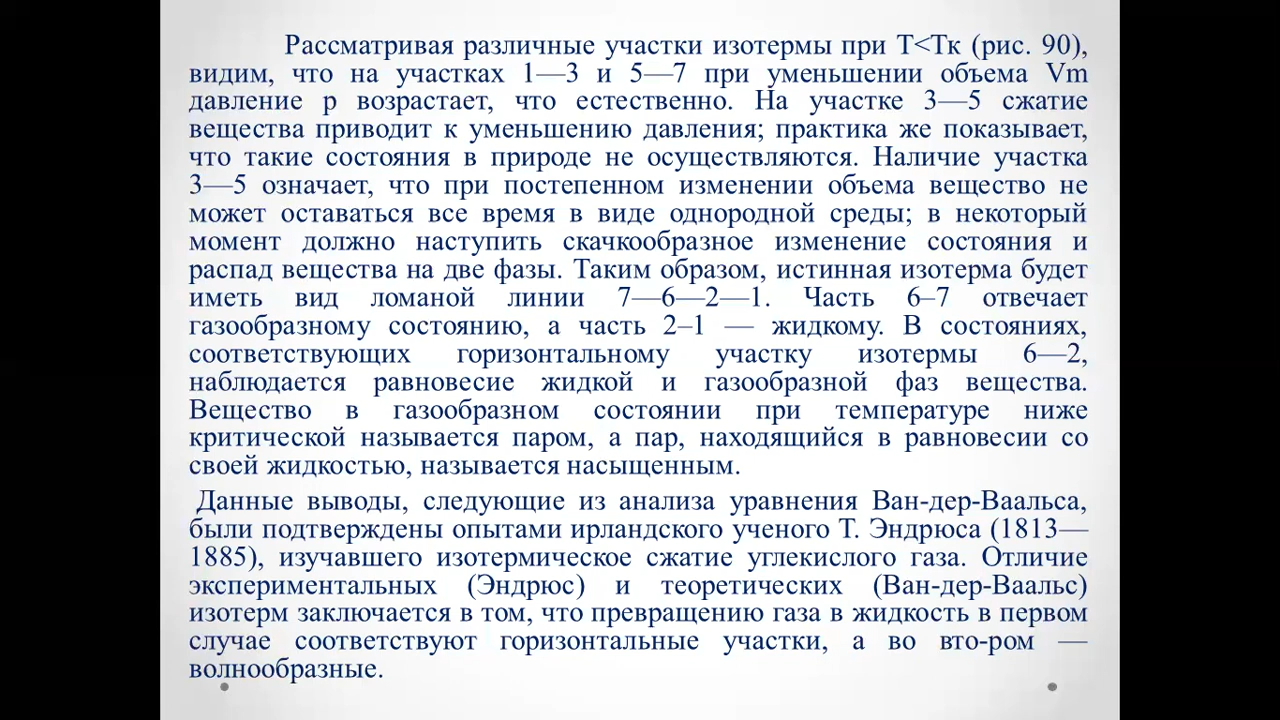 Рассматривая различные участки изотермы при T<Tк (рис. 90),
видим, что на участках 1—3 и 5—7 при уменьшении объема Vm
давление p возрастает, что естественно. На участке 3—5 сжатие
вещества приводит к уменьшению давления; практика же показывает,
что такие состояния в природе не осуществляются. Наличие участка
3—5 означает, что при постепенном изменении объема вещество не
может оставаться все время в виде однородной среды; в некоторый
момент должно наступить скачкообразное изменение состояния и
распад вещества на две фазы. Таким образом, истинная изотерма будет
иметь вид ломаной линии 7—6—2—1. Часть 6–7 отвечает
газообразному состоянию, а часть 2–1 — жидкому. В состояниях,
соответствующих горизонтальному участку изотермы 6—2,
наблюдается равновесие жидкой и газообразной фаз вещества.
Вещество в газообразном состоянии при температуре ниже
критической называется паром, а пар, находящийся в равновесии со
своей жидкостью, называется насыщенным.
Данные выводы, следующие из анализа уравнения Ван-дер-Ваальса,
были подтверждены опытами ирландского ученого Т. Эндрюса (1813—
1885), изучавшего изотермическое сжатие углекислого газа. Отличие
экспериментальных (Эндрюс) и теоретических (Ван-дер-Ваальс)
изотерм заключается в том, что превращению газа в жидкость в первом
случае соответствуют горизонтальные участки, а во вто-ром —
волнообразные.